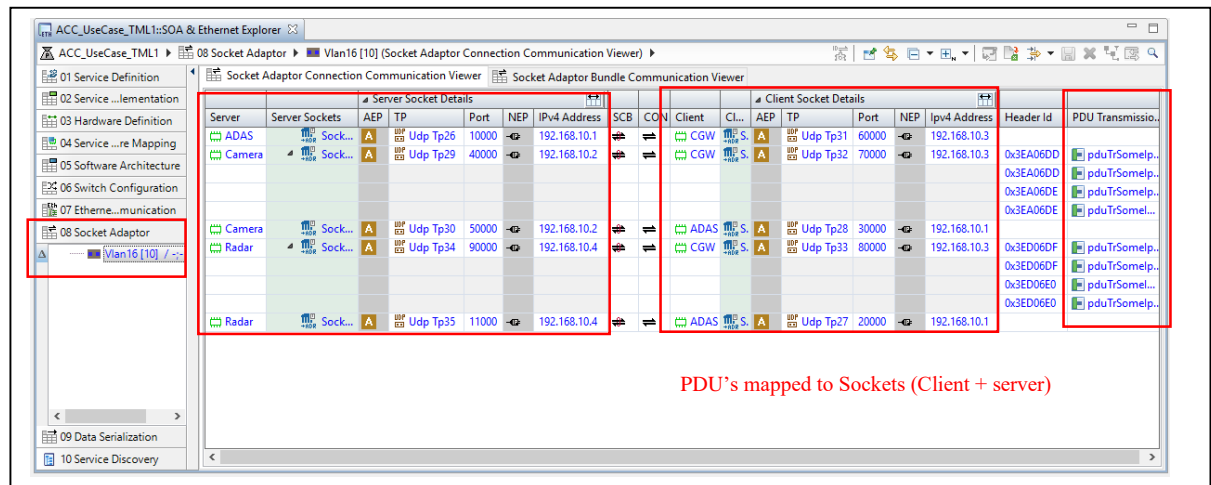 ACC_UseCase_TML1::SOA & Ethernet Explorer
ACC_UseCase_TML1 08 Socket Adaptor Vlan16 [10] (Socket Adaptor Connection Communication Viewer)
01 Service Definition
02 Service ...lementation
03 Hardware Definition
04 Service ...re Mapping
05 Software Architecture
06 Switch Configuration
07 Etherne...munication
08 Socket Adaptor
Vlan16 [10] / -;-
09 Data Serialization
10 Service Discovery
Socket Adaptor Connection Communication Viewer Socket Adaptor Bundle Communication Viewer
Server Socket Details Client Socket Details
Server Server Sockets AEP TP Port NEP IPv4 Address SCB CON Client Cl... AEP TP Port NEP Ipv4 Address Header Id PDU Transmissio...
ADAS Sock... A Udp Tp26 10000 192.168.10.1 CGW S. A Udp Tp31 60000 192.168.10.3
Camera Sock... A Udp Tp29 40000 192.168.10.2 CGW S. A Udp Tp32 70000 192.168.10.3 0x3EA06DD pduTrSomeIp..
0x3EA06DD pduTrSomeIp..
0x3EA06DE pduTrSomeIp..
0x3EA06DE pduTrSomeI...
Camera Sock... A Udp Tp30 50000 192.168.10.2 ADAS S. A Udp Tp28 30000 192.168.10.1
Radar Sock... A Udp Tp34 90000 192.168.10.4 CGW S. A Udp Tp33 80000 192.168.10.3 0x3ED06DF pduTrSomeIp..
0x3ED06DF pduTrSomeIp..
0x3ED06E0 pduTrSomeI...
0x3ED06E0 pduTrSomeIp..
Radar Sock... A Udp Tp35 11000 192.168.10.4 ADAS S. A Udp Tp27 20000 192.168.10.1
PDU's mapped to Sockets (Client + server)